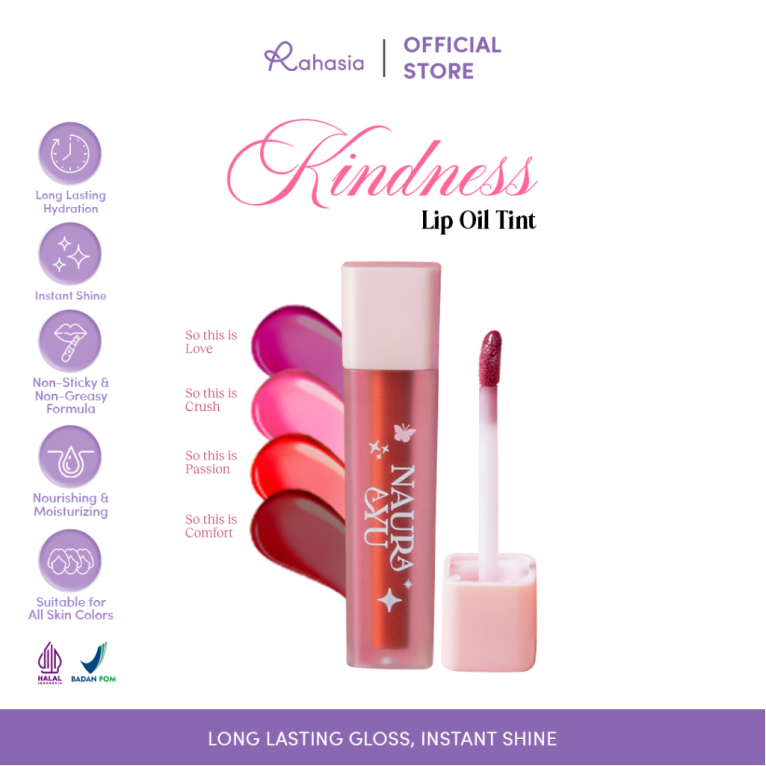 Rahasia
OFFICIAL
STORE
Kindness
Lip Oil Tint
Long Lasting
Hydration
Instant Shine
Non-Sticky &
Non-Greasy
Formula
Nourishing &
Moisturizing
Suitable for
All Skin Colors
HALAL
INDONESIA
BADAN POM
So this is
Love
So this is
Crush
So this is
Passion
So this is
Comfort
NAURA
AYU
LONG LASTING GLOSS, INSTANT SHINE